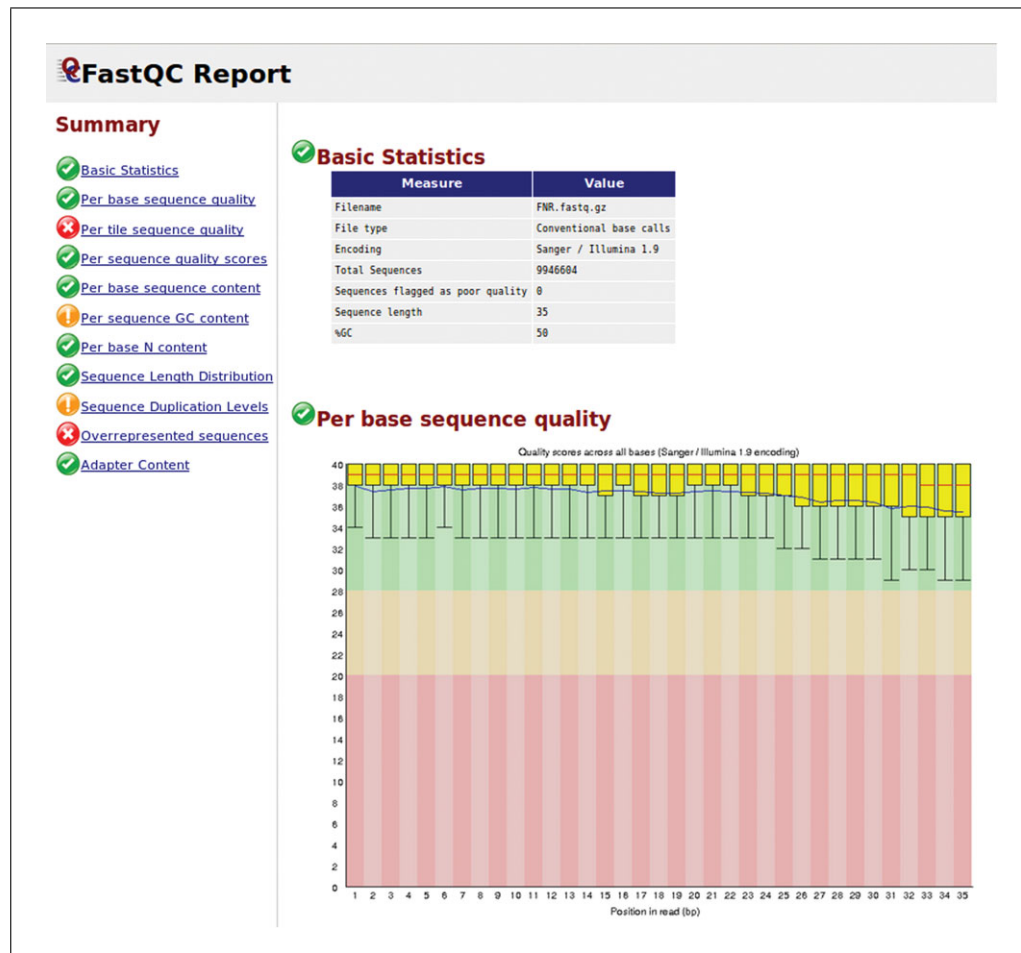 FastQC Report
Summary
Basic Statistics
Per base sequence quality
Per tile sequence quality
Per sequence quality scores
Per base sequence content
Per sequence GC content
Per base N content
Sequence Length Distribution
Sequence Duplication Levels
Overrepresented sequences
Adapter Content
Basic Statistics
Measure Value
Filename FNR.fastq.gz
File type Conventional base calls
Encoding Sanger / Illumina 1.9
Total Sequences 9946604
Sequences flagged as poor quality 0
Sequence length 35
%GC 50
Per base sequence quality
Quality scores across all bases (Sanger / Illumina 1.9 encoding)
40
38
36
34
32
30
28
26
24
22
20
18
16
14
12
10
8
6
4
2
0
1 2 3 4 5 6 7 8 9 10 11 12 13 14 15 16 17 18 19 20 21 22 23 24 25 26 27 28 29 30 31 32 33 34 35
Position in read (bp)